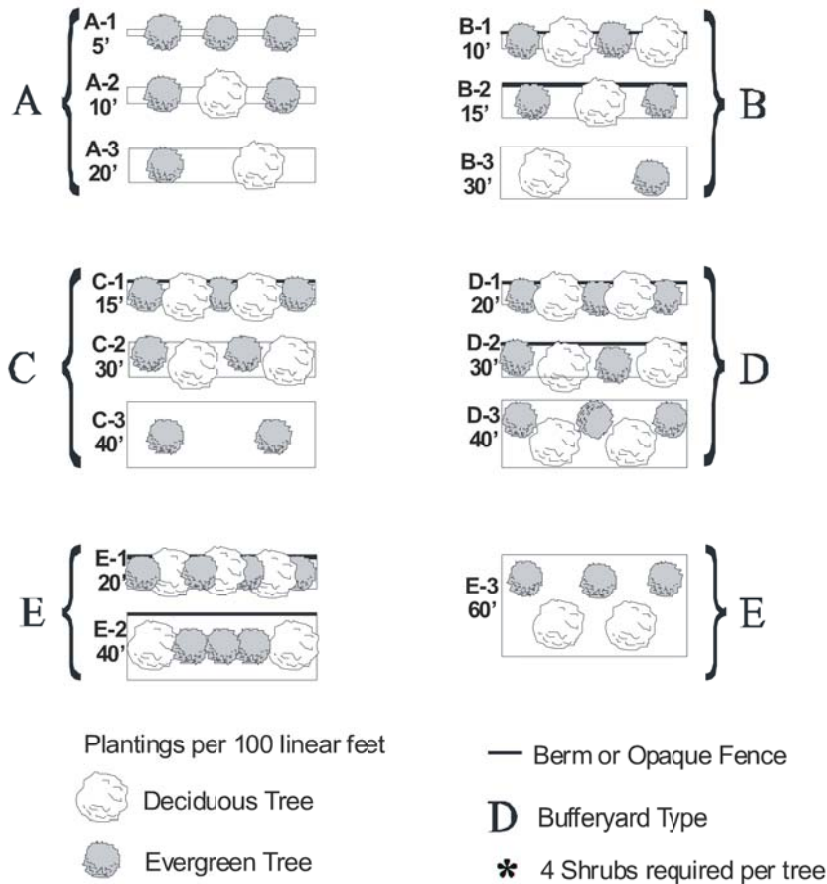 A
A-1
5’
A-2
10’
A-3
20’
B-1
10’
B-2
15’
B-3
30’
B
C
C-1
15’
C-2
30’
C-3
40’
D-1
20’
D-2
30’
D-3
40’
D
E
E-1
20’
E-2
40’
E-3
60’
E
Plantings per 100 linear feet
Deciduous Tree
Evergreen Tree
Berm or Opaque Fence
D Bufferyard Type
* 4 Shrubs required per tree